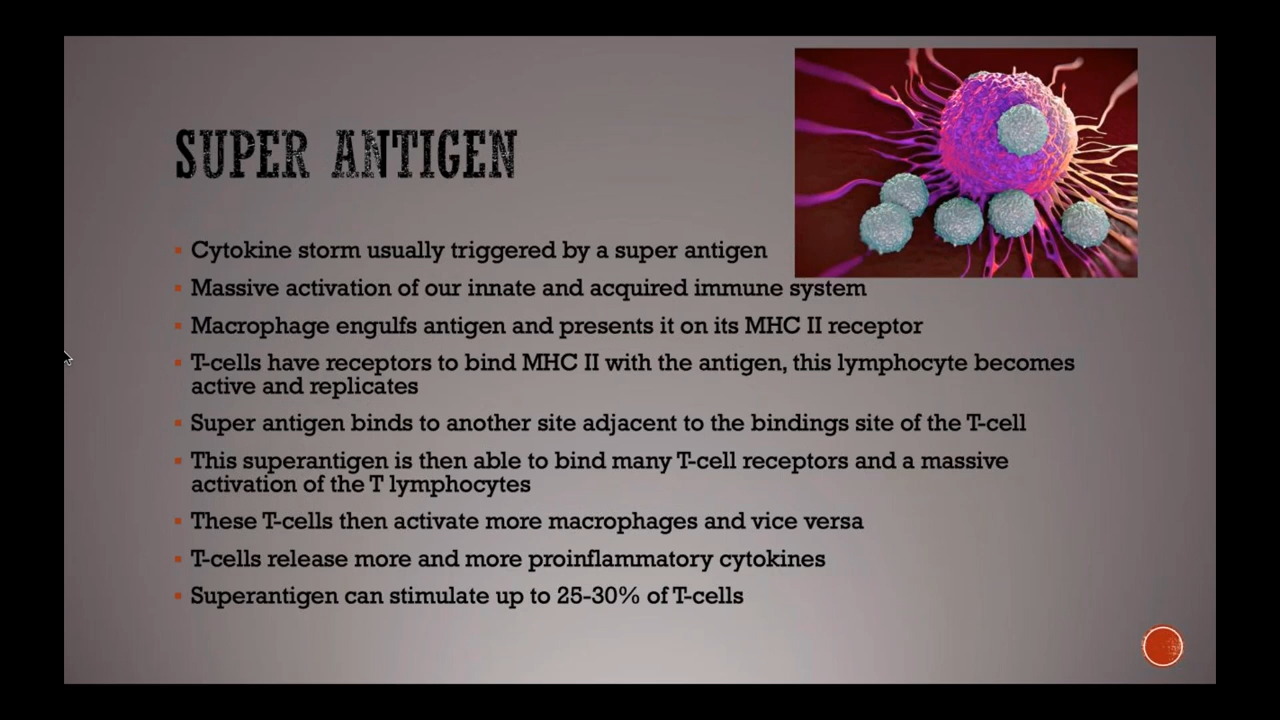 SUPER ANTIGEN
Cytokine storm usually triggered by a super antigen
Massive activation of our innate and acquired immune system
Macrophage engulfs antigen and presents it on its MHC II receptor
T-cells have receptors to bind MHC II with the antigen, this lymphocyte becomes
active and replicates
Super antigen binds to another site adjacent to the bindings site of the T-cell
This superantigen is then able to bind many T-cell receptors and a massive
activation of the T lymphocytes
These T-cells then activate more macrophages and vice versa
T-cells release more and more proinflammatory cytokines
Superantigen can stimulate up to 25-30% of T-cells